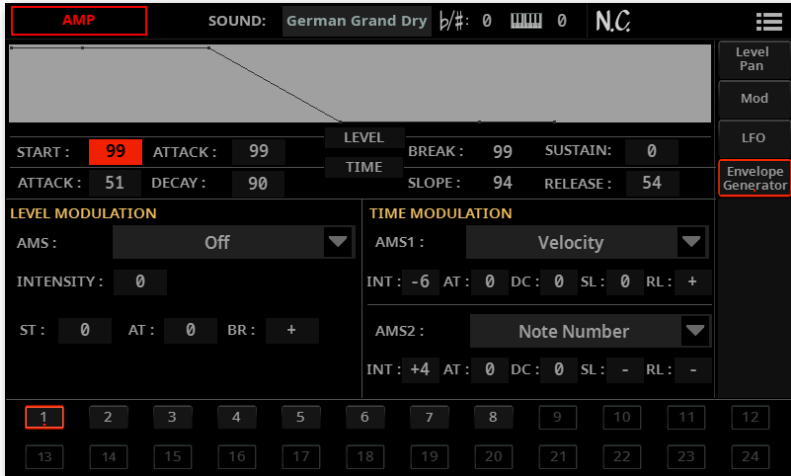 AMP SOUND: German Grand Dry ♭/#: 0 0 N.C.
Level
Pan
Mod
LFO
Envelope
Generator
LEVEL
START : 99 ATTACK : 99 BREAK : 99 SUSTAIN: 0
TIME
ATTACK : 51 DECAY : 90 SLOPE : 94 RELEASE : 54
LEVEL MODULATION
AMS : Off
INTENSITY : 0
ST : 0 AT : 0 BR : +
TIME MODULATION
AMS1 : Velocity
INT : -6 AT : 0 DC : 0 SL : 0 RL : +
AMS2 : Note Number
INT : +4 AT : 0 DC : 0 SL : - RL : -
1 2 3 4 5 6 7 8 9 10 11 12
13 14 15 16 17 18 19 20 21 22 23 24